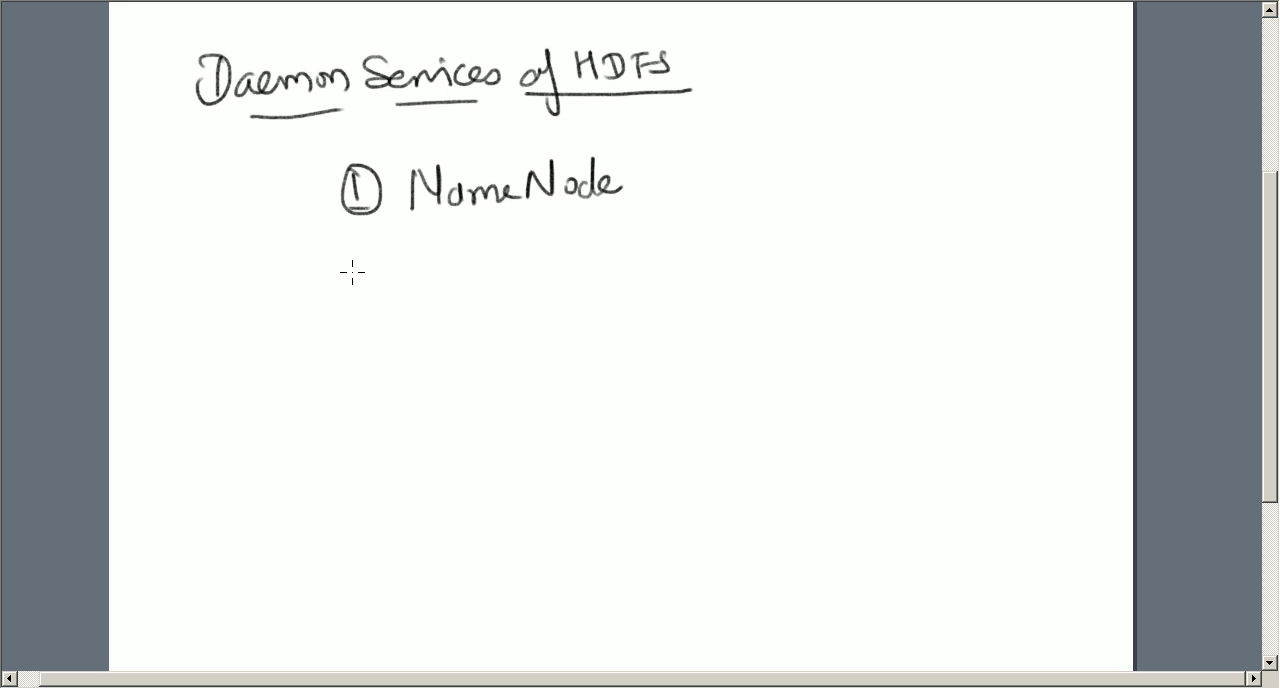 Daemon Services of HDFS
① NameNode